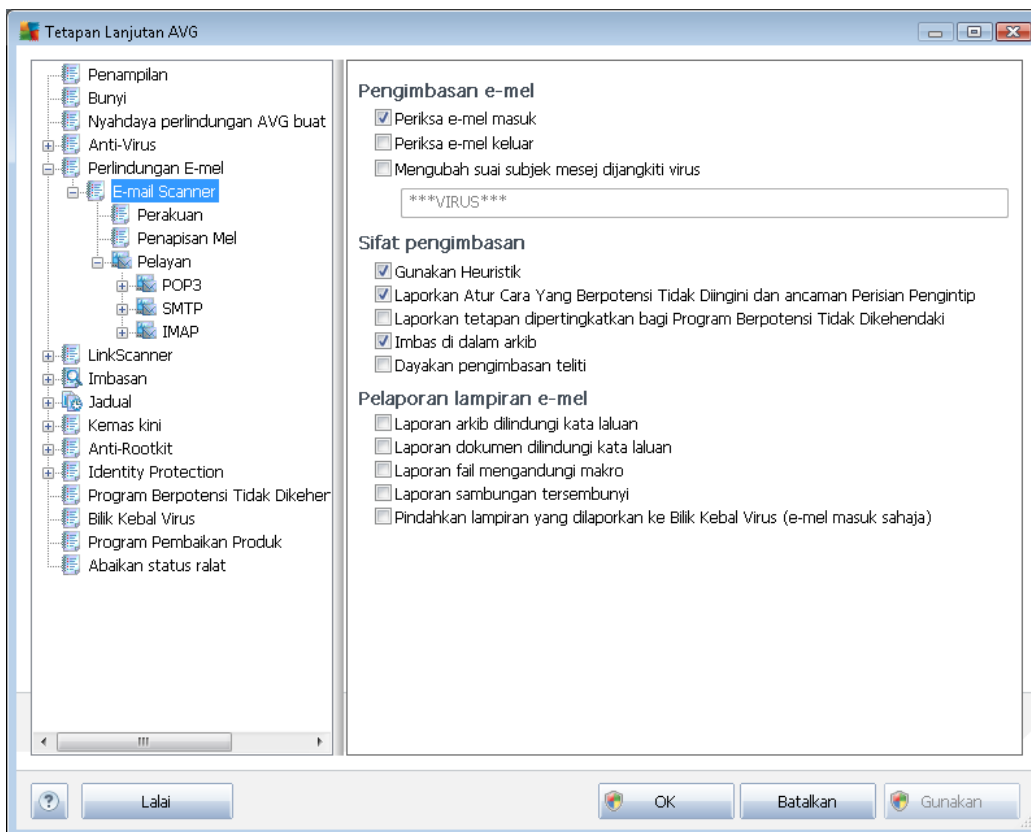 Tetapan Lanjutan AVG
Penampilan
Bunyi
Nyahdaya perlindungan AVG buat
Anti-Virus
Perlindungan E-mel
E-mail Scanner
Perakuan
Penapisan Mel
Pelayan
POP3
SMTP
IMAP
LinkScanner
Imbasan
Jadual
Kemas kini
Anti-Rootkit
Identity Protection
Program Berpotensi Tidak Dikeher
Bilik Kebal Virus
Program Pembaikan Produk
Abaikan status ralat
Pengimbasan e-mel
Periksa e-mel masuk
Periksa e-mel keluar
Mengubah suai subjek mesej dijangkiti virus
***VIRUS***
Sifat pengimbasan
Gunakan Heuristik
Laporkan Atur Cara Yang Berpotensi Tidak Diingini dan ancaman Perisian Pengintip
Laporkan tetapan dipertingkatkan bagi Program Berpotensi Tidak Dikehendaki
Imbas di dalam arkib
Dayakan pengimbasan teliti
Pelaporan lampiran e-mel
Laporan arkib dilindungi kata laluan
Laporan dokumen dilindungi kata laluan
Laporan fail mengandungi makro
Laporan sambungan tersembunyi
Pindahkan lampiran yang dilaporkan ke Bilik Kebal Virus (e-mel masuk sahaja)
? Lalai OK Batalkan Gunakan